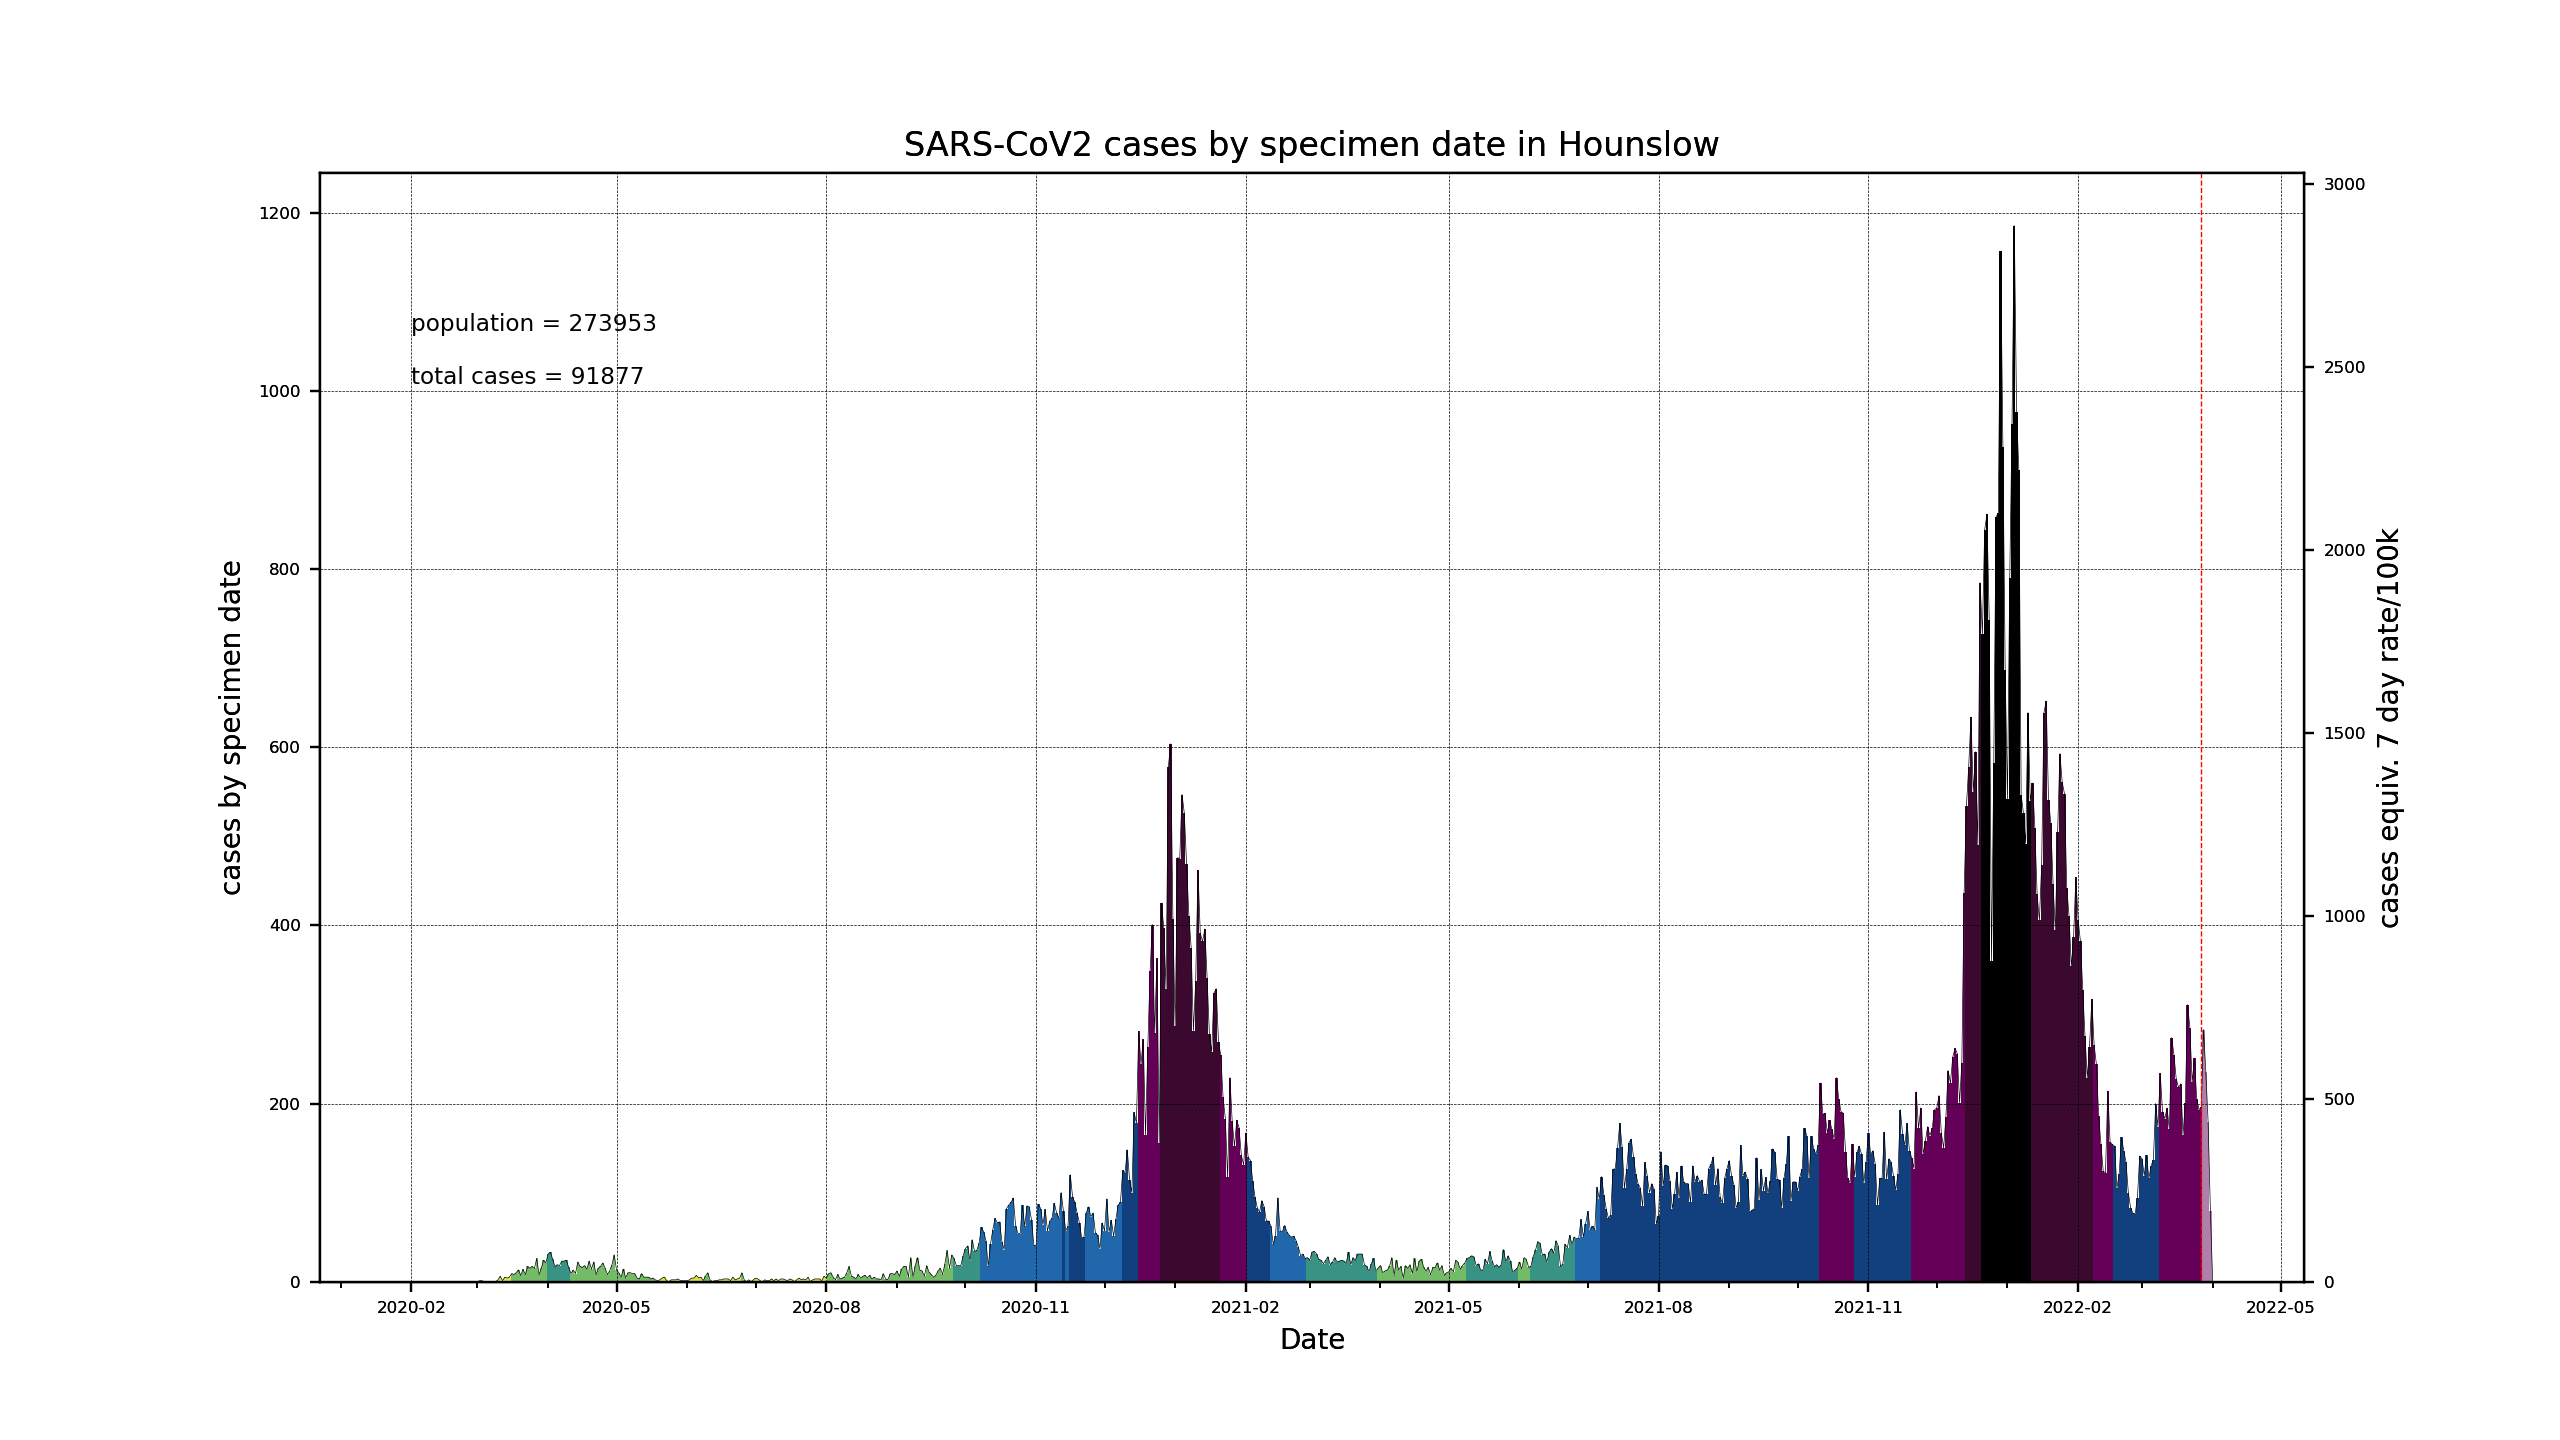 SARS-CoV2 cases by specimen date in Hounslow
population = 273953
total cases = 91877
cases by specimen date
1200
1000
800
600
400
200
0
3000
2500
2000
1500
1000
500
0
cases equiv. 7 day rate/100k
2020-02 2020-05 2020-08 2020-11 2021-02 2021-05 2021-08 2021-11 2022-02 2022-05
Date